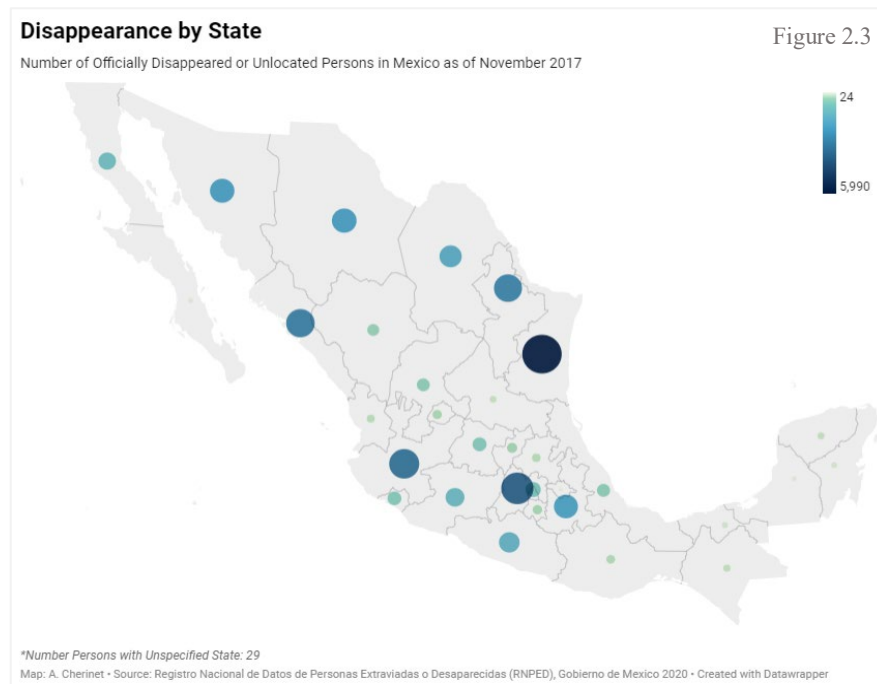 Disappearance by State
Figure 2.3
Number of Officially Disappeared or Unlocated Persons in Mexico as of November 2017
24
5,990
*Number Persons with Unspecified State: 29
Map: A. Cherinet • Source: Registro Nacional de Datos de Personas Extraviadas o Desaparecidas (RNPED), Gobierno de Mexico 2020 • Created with Datawrapper